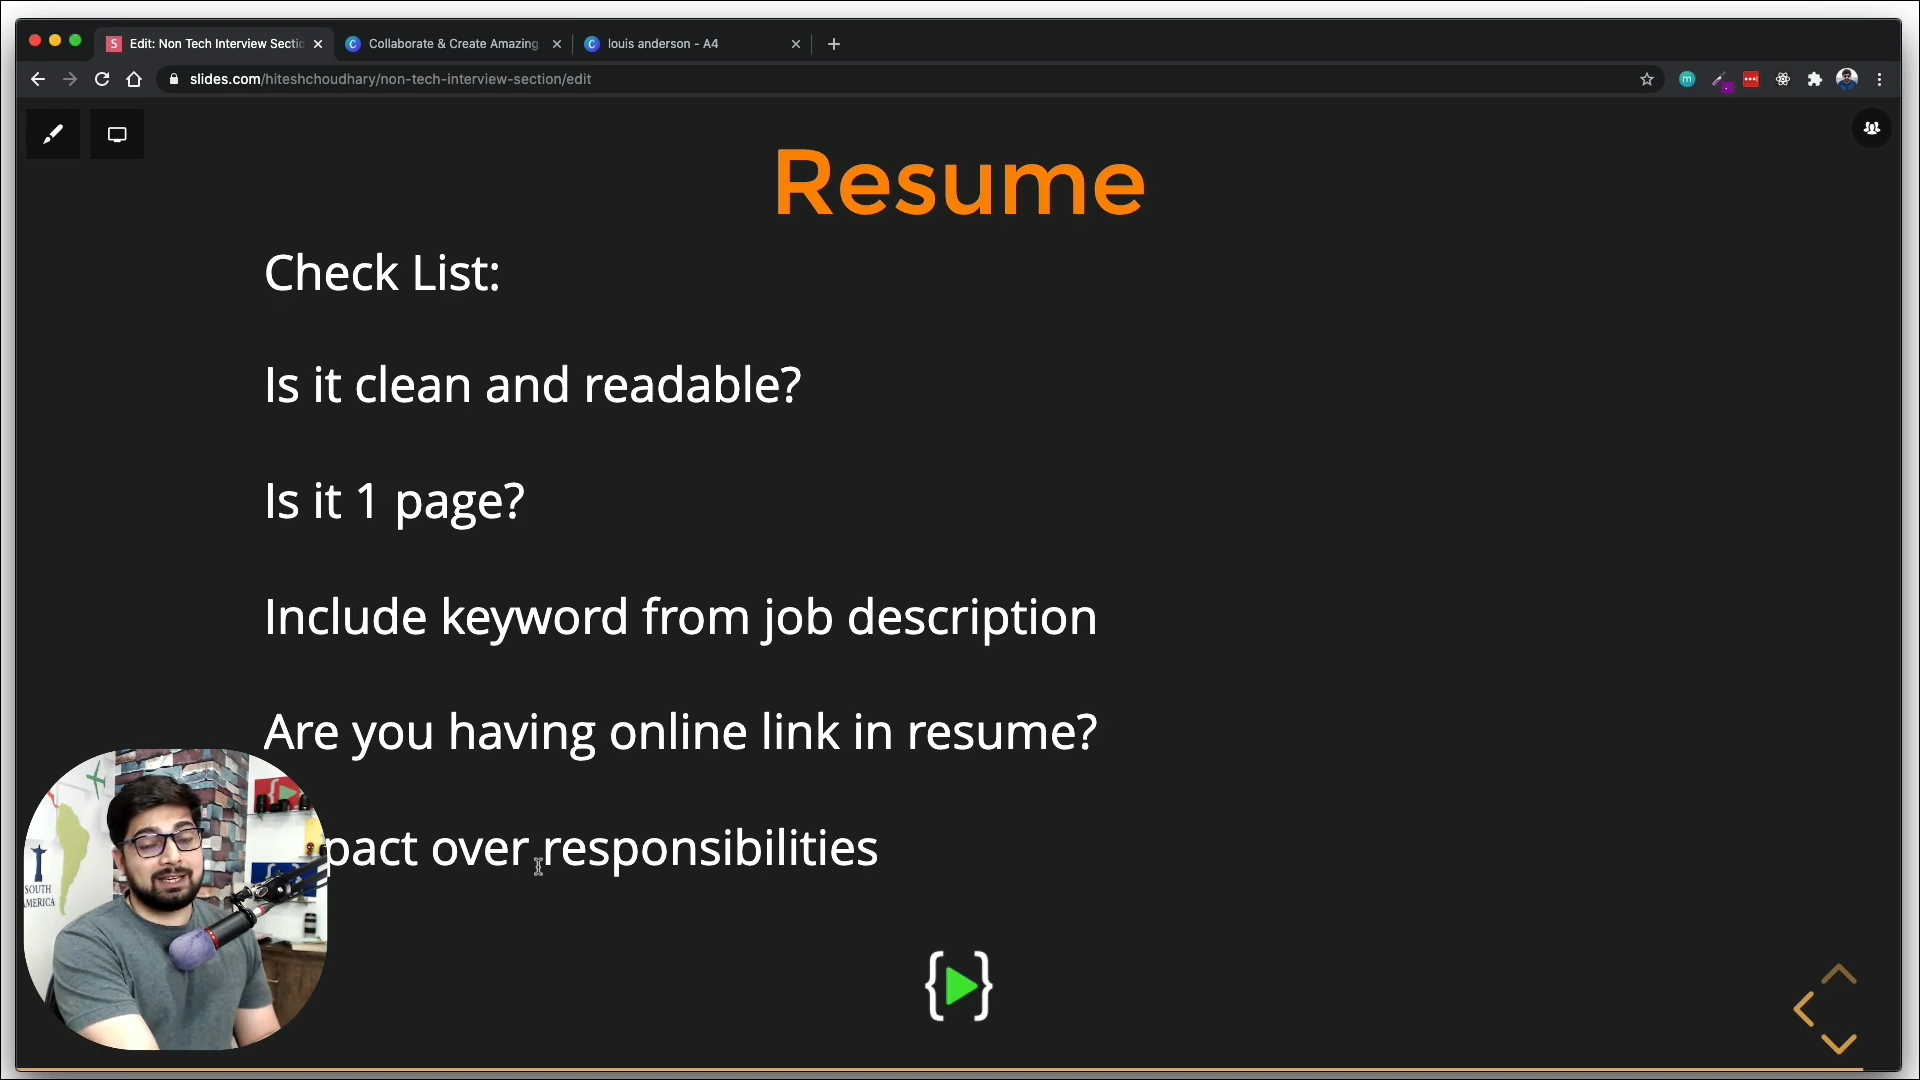 Edit: Non Tech Interview Sectio
Collaborate & Create Amazing
louis anderson - A4
slides.com/hiteshchoudhary/non-tech-interview-section/edit
Resume
Check List:
Is it clean and readable?
Is it 1 page?
Include keyword from job description
Are you having online link in resume?
pact over responsibilities
SOUTH
AMERICA